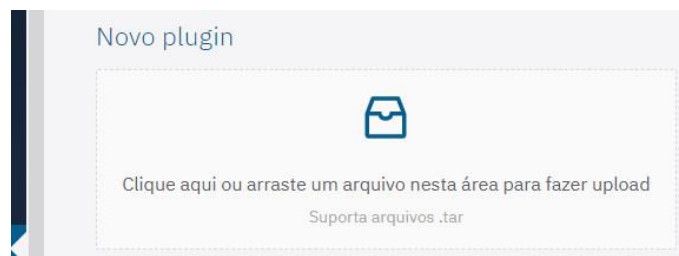 Novo plugin
Clique aqui ou arraste um arquivo nesta área para fazer upload
Suporta arquivos .tar